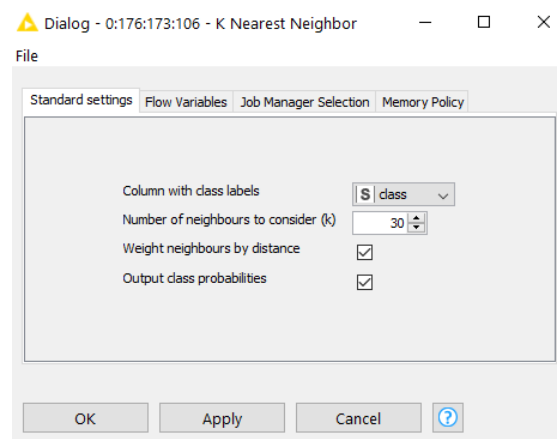 Dialog - 0:176:173:106 - K Nearest Neighbor
File
Standard settings Flow Variables Job Manager Selection Memory Policy
Column with class labels S class
Number of neighbours to consider (k) 30
Weight neighbours by distance
Output class probabilities
OK Apply Cancel ?